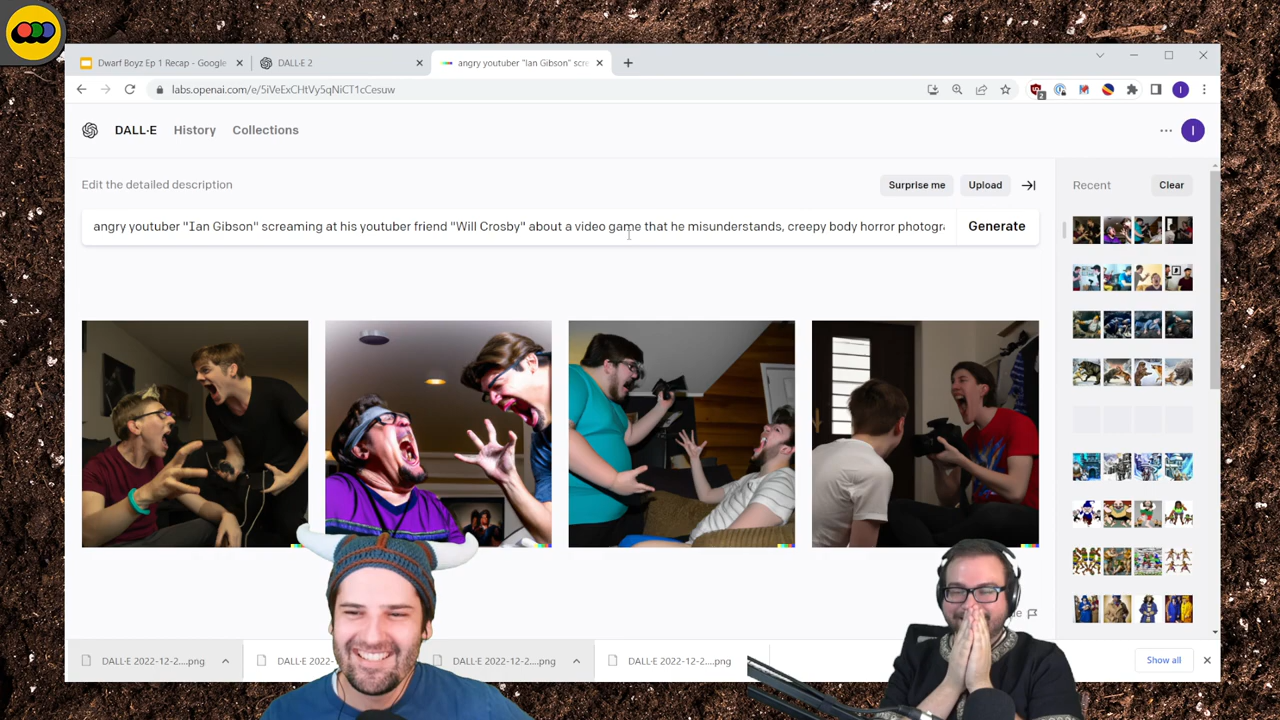 Dwarf Boyz Ep 1 Recap - Google
DALL·E 2
angry youtuber "Ian Gibson" scre
labs.openai.com/e/5iVeExCHtVy5qNiCT1cCesuw
2
I
DALL·E
History
Collections
I
Edit the detailed description
Surprise me
Upload
Recent
Clear
angry youtuber "Ian Gibson" screaming at his youtuber friend "Will Crosby" about a video game that he misunderstands, creepy body horror photogr
Generate
DALL·E 2022-12-2....png
DALL·E 2022-
DALL·E 2022-12-2....png
DALL·E 2022-12-2....png
Show all